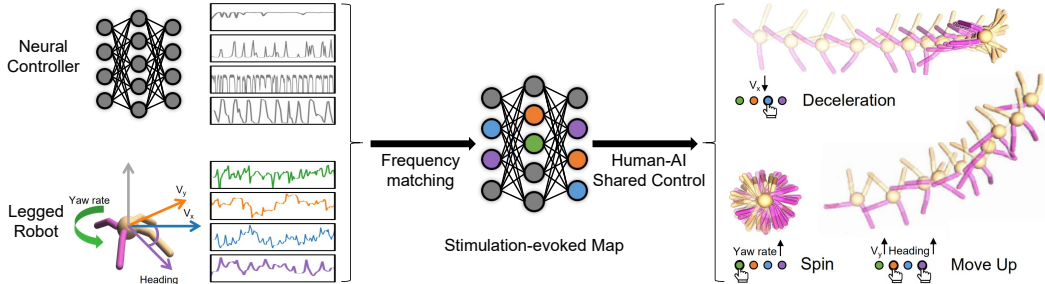 Neural
Controller
Legged
Robot
Yaw rate
Vy
Vx
Heading
Frequency
matching
Stimulation-evoked Map
Human-AI
Shared Control
Vx
Deceleration
Yaw rate
Spin
Vy
Heading
Move Up